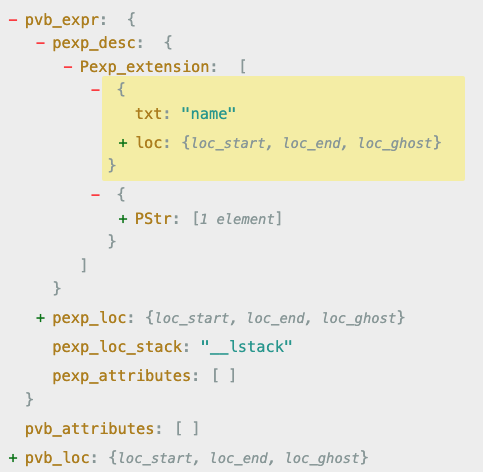 − pvb_expr: {
− pexp_desc: {
− Pexp_extension: [
− {
txt: "name"
+ loc: {loc_start, loc_end, loc_ghost}
}
− {
+ PStr: [1 element]
}
]
}
+ pexp_loc: {loc_start, loc_end, loc_ghost}
pexp_loc_stack: "__lstack"
pexp_attributes: [ ]
}
pvb_attributes: [ ]
+ pvb_loc: {loc_start, loc_end, loc_ghost}